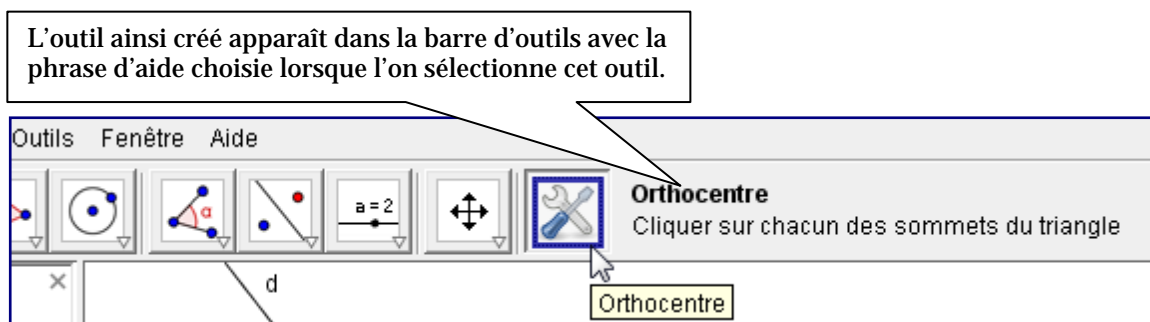 L'outil ainsi créé apparaît dans la barre d'outils avec la
phrase d'aide choisie lorsque l'on sélectionne cet outil.
Outils Fenêtre Aide
α
a = 2
Orthocentre
Cliquer sur chacun des sommets du triangle
d
Orthocentre